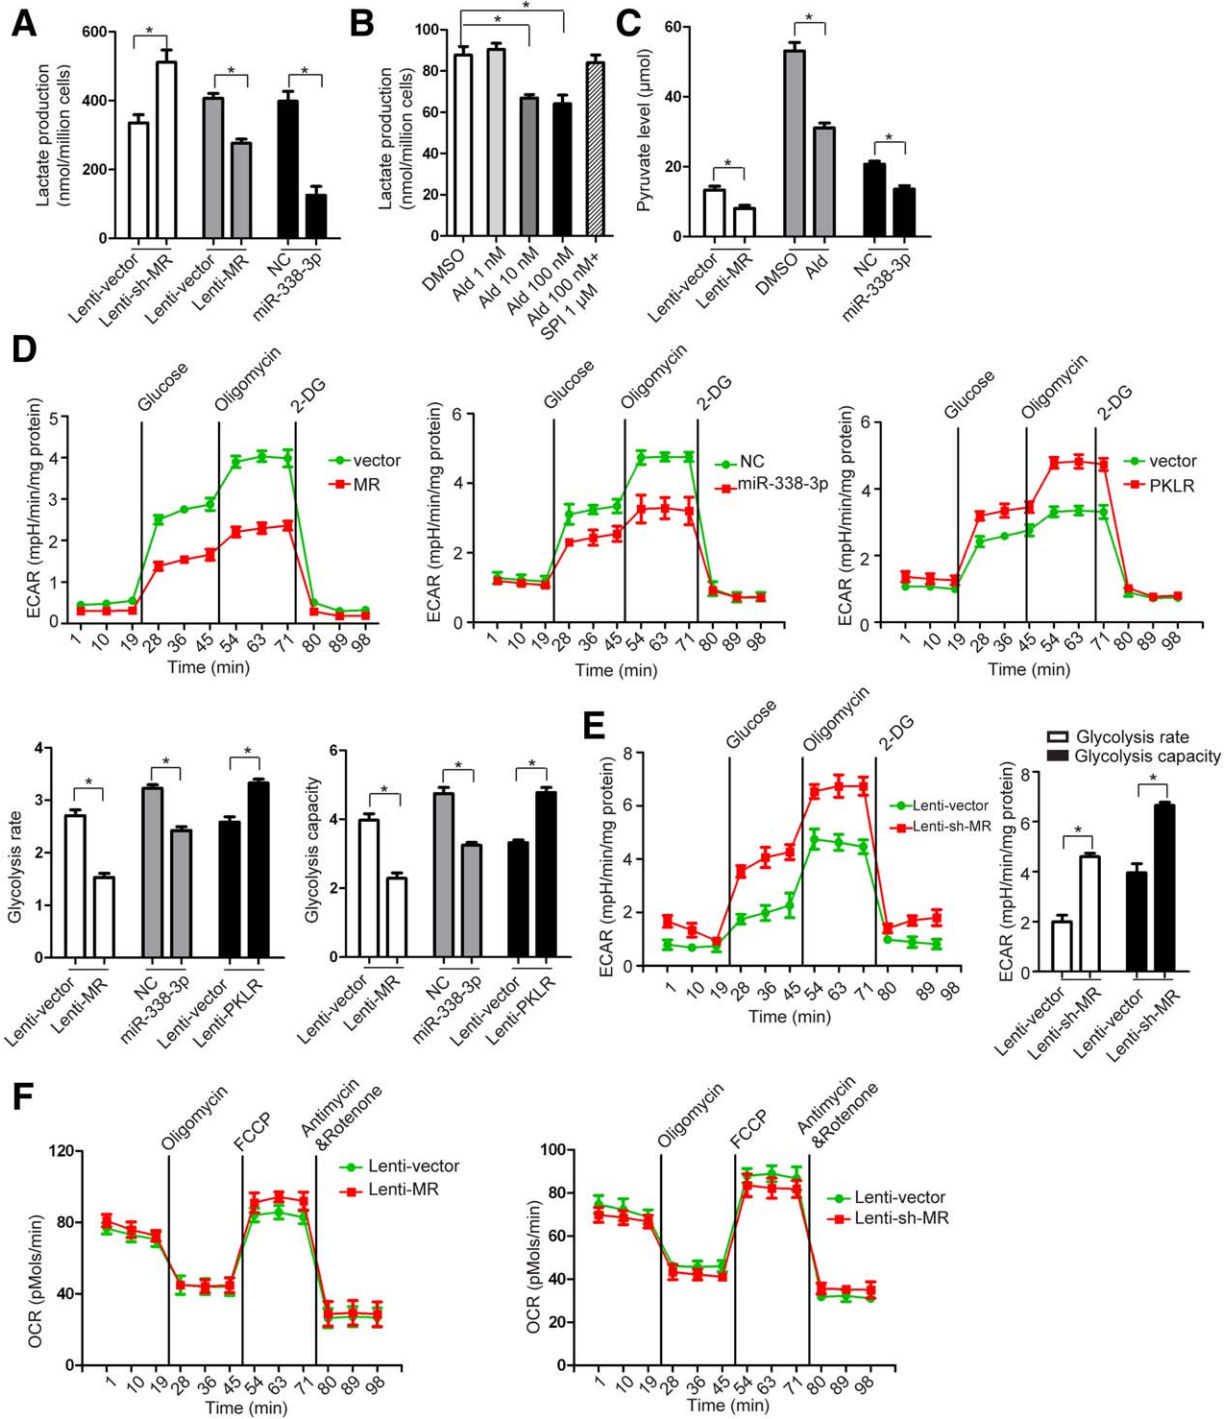 A
Lactate production
(nmol/million cells)
600
400
200
0
*
*
*
Lenti-vector
Lenti-sh-MR
Lenti-vector
Lenti-MR
NC
miR-338-3p
B
Lactate production
(nmol/million cells)
100
80
60
40
20
0
*
*
DMSO
Ald 1 nM
Ald 10 nM
Ald 100 nM
Ald 100 nM+
SPI 1 µM
C
Pyruvate level (µmol)
60
40
20
0
*
*
*
Lenti-vector
Lenti-MR
DMSO
Ald
NC
miR-338-3p
D
Glucose
Oligomycin
2-DG
ECAR (mpH/min/mg protein)
5
4
3
2
1
0
vector
MR
1 10 19 28 36 45 54 63 71 80 89 98
Time (min)
Glucose
Oligomycin
2-DG
ECAR (mpH/min/mg protein)
6
4
2
0
NC
miR-338-3p
1 10 19 28 36 45 54 63 71 80 89 98
Time (min)
Glucose
Oligomycin
2-DG
ECAR (mpH/min/mg protein)
6
4
2
0
vector
PKLR
1 10 19 28 36 45 54 63 71 80 89 98
Time (min)
Glycolysis rate
4
3
2
1
0
*
*
*
Lenti-vector
Lenti-MR
NC
miR-338-3p
Lenti-vector
Lenti-PKLR
Glycolysis capacity
6
4
2
0
*
*
*
Lenti-vector
Lenti-MR
NC
miR-338-3p
Lenti-vector
Lenti-PKLR
E
Glucose
Oligomycin
2-DG
ECAR (mpH/min/mg protein)
8
6
4
2
0
Lenti-vector
Lenti-sh-MR
1 10 19 28 36 45 54 63 71 80 89 98
Time (min)
Glycolysis rate
Glycolysis capacity
ECAR (mpH/min/mg protein)
8
6
4
2
0
*
*
Lenti-vector
Lenti-sh-MR
Lenti-vector
Lenti-sh-MR
F
Oligomycin
FCCP
Antimycin
&Rotenone
OCR (pMols/min)
120
80
40
0
Lenti-vector
Lenti-MR
1 10 19 28 36 45 54 63 71 80 89 98
Time (min)
Oligomycin
FCCP
Antimycin
&Rotenone
OCR (pMols/min)
100
80
60
40
20
0
Lenti-vector
Lenti-sh-MR
1 10 19 28 36 45 54 63 71 80 89 98
Time (min)